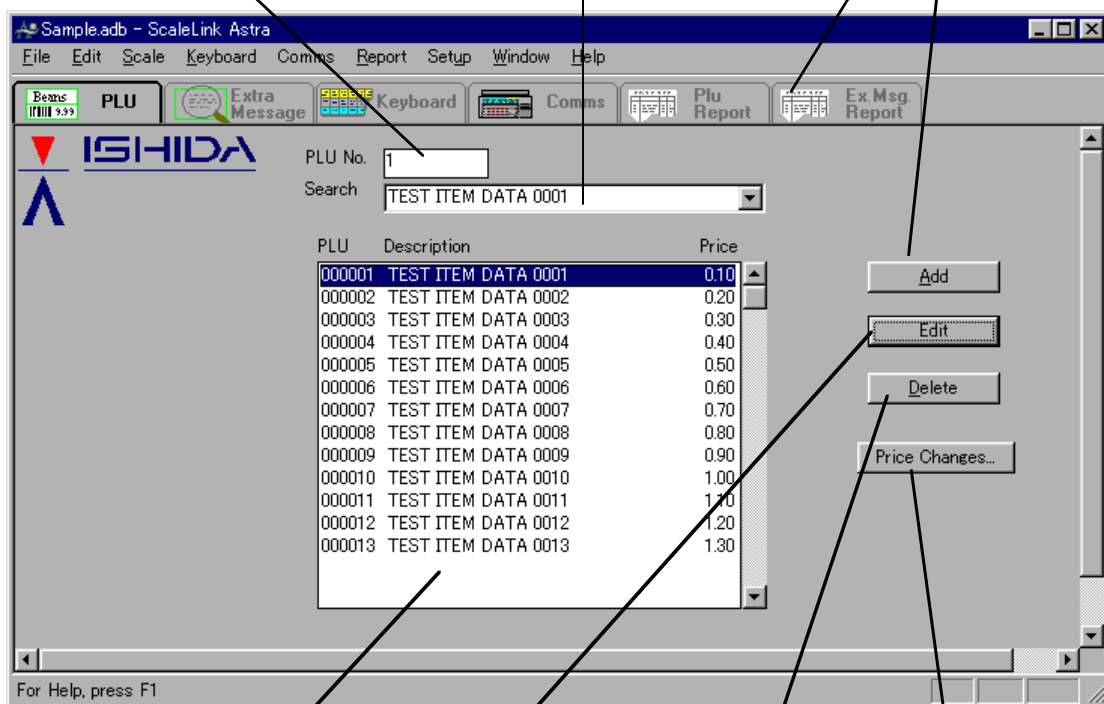 Sample.adb - ScaleLink Astra
File Edit Scale Keyboard Comms Report Setup Window Help
Beans 9.99 PLU Extra Message Keyboard Comms Plu Report Ex.Msg. Report
ISHIDA
PLU No. 1
Search TEST ITEM DATA 0001
PLU Description Price
000001 TEST ITEM DATA 0001 0.10
000002 TEST ITEM DATA 0002 0.20
000003 TEST ITEM DATA 0003 0.30
000004 TEST ITEM DATA 0004 0.40
000005 TEST ITEM DATA 0005 0.50
000006 TEST ITEM DATA 0006 0.60
000007 TEST ITEM DATA 0007 0.70
000008 TEST ITEM DATA 0008 0.80
000009 TEST ITEM DATA 0009 0.90
000010 TEST ITEM DATA 0010 1.00
000011 TEST ITEM DATA 0011 1.10
000012 TEST ITEM DATA 0012 1.20
000013 TEST ITEM DATA 0013 1.30
Add
Edit
Delete
Price Changes...
For Help, press F1